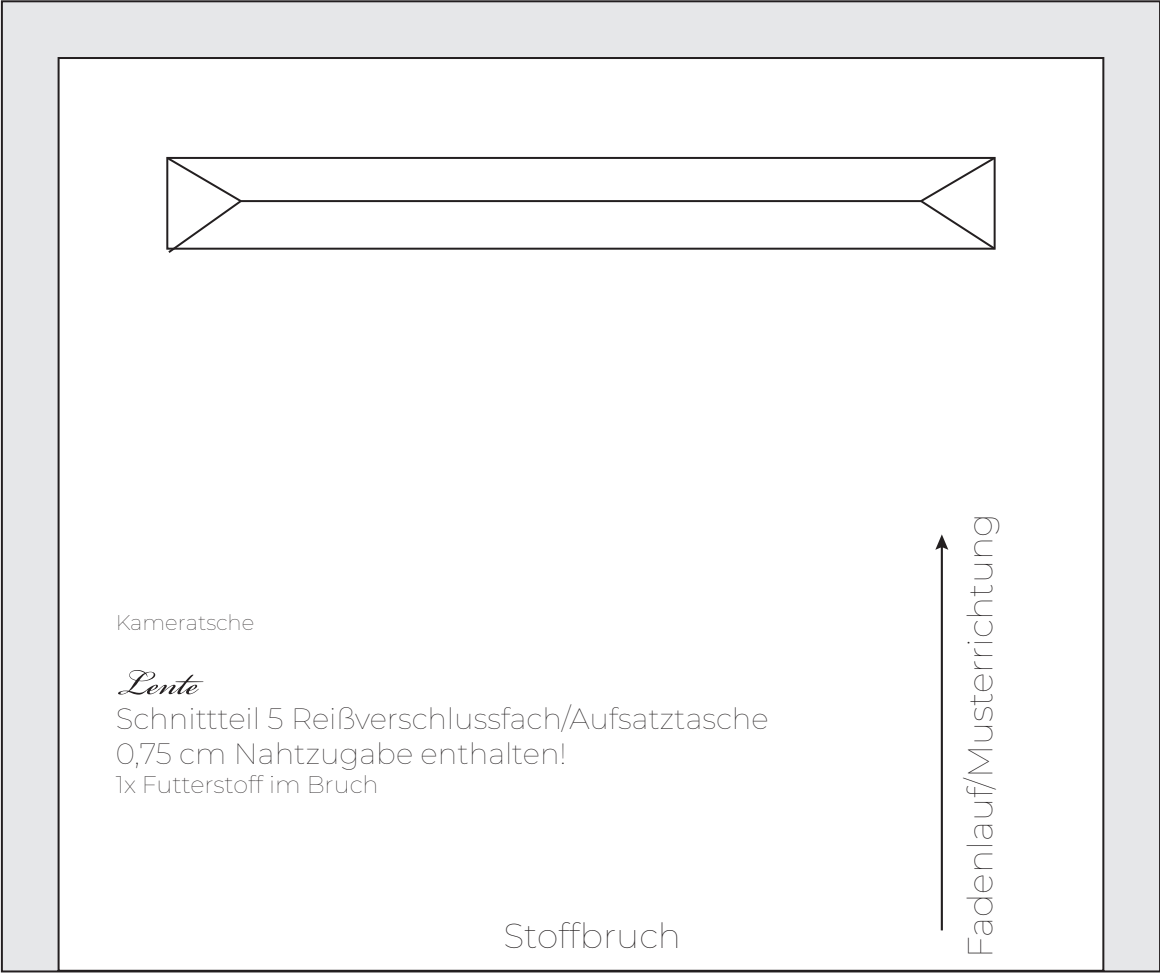 Kameratsche
Lente
Schnittteil 5 Reißverschlussfach/Aufsatztasche
0,75 cm Nahtzugabe enthalten!
1x Futterstoff im Bruch
Stoffbruch
Fadenlauf/Musterrichtung